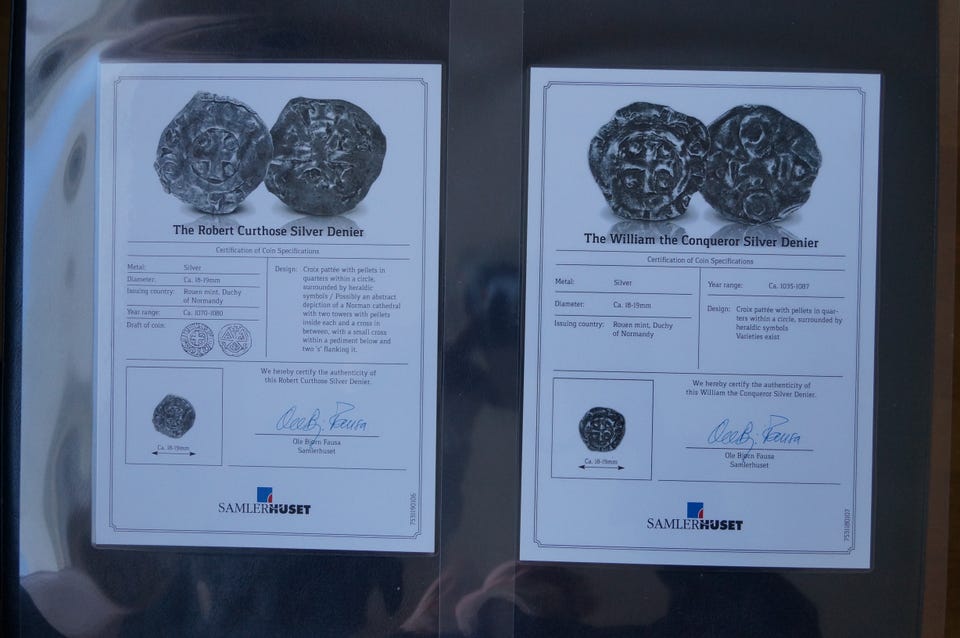 The Robert Curthose Silver Denier
Certification of Coin Specifications
Metal: Silver
Diameter: Ca. 18-19mm
Issuing country: Rouen mint, Duchy
of Normandy
Year range: Ca. 1070-1080
Draft of coin:
Design: Croix pattée with pellets in
quarters within a circle,
surrounded by heraldic
symbols / Possibly an abstract
depiction of a Norman cathedral
with two towers with pellets
inside each and a cross in
between, with a small cross
within a pediment below and
two 's' flanking it.
Ca. 18-19mm
We hereby certify the authenticity of
this Robert Curthose Silver Denier.
Ole Bjørn Fausa
Samlerhuset
SAMLERHUSET
7531190106
The William the Conqueror Silver Denier
Certification of Coin Specifications
Metal: Silver
Diameter: Ca. 18-19mm
Issuing country: Rouen mint, Duchy
of Normandy
Year range: Ca. 1035-1087
Design: Croix pattée with pellets in quar-
ters within a circle, surrounded by
heraldic symbols
Varieties exist
Ca. 18-19mm
We hereby certify the authenticity of
this William the Conqueror Silver Denier.
Ole Bjørn Fausa
Samlerhuset
SAMLERHUSET